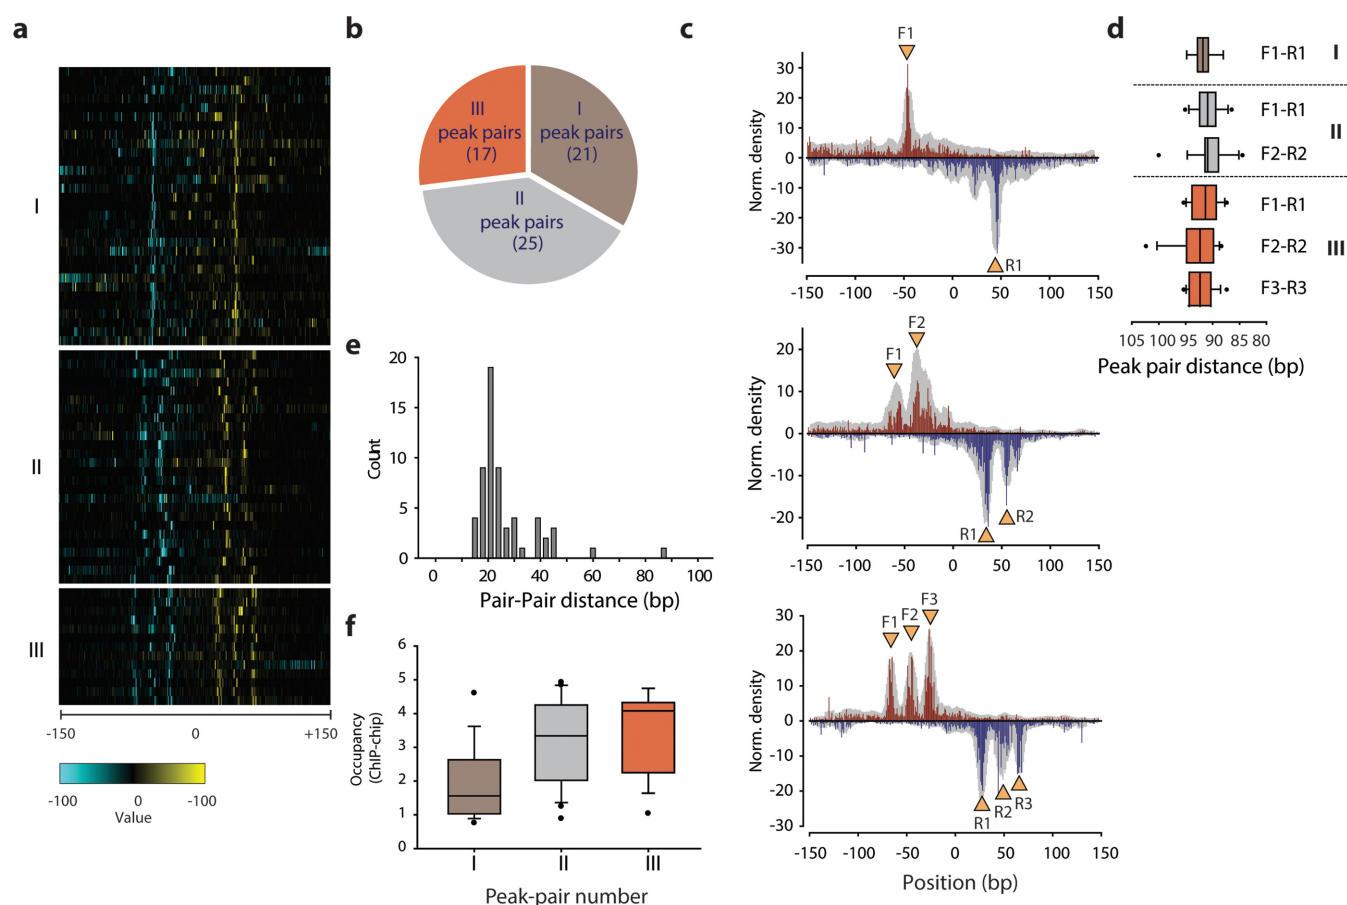 a
I
II
III
-150
0
+150
-100
0
-100
Value
b
III
peak pairs
(17)
I
peak pairs
(21)
II
peak pairs
(25)
e
20
15
10
5
0
Count
0
20
40
60
80
100
Pair-Pair distance (bp)
f
6
5
4
3
2
1
0
Occupancy
(ChIP-chip)
I
II
III
Peak-pair number
c
F1
30
20
10
0
-10
-20
-30
Norm. density
R1
-150
-100
-50
0
50
100
150
F2
F1
20
10
0
-10
-20
Norm. density
R1
R2
-150
-100
-50
0
50
100
150
F3
F2
F1
30
20
10
0
-10
-20
-30
Norm. density
R1
R2
R3
-150
-100
-50
0
50
100
150
Position (bp)
d
F1-R1
I
F1-R1
II
F2-R2
F1-R1
F2-R2
III
F3-R3
105
100
95
90
85
80
Peak pair distance (bp)